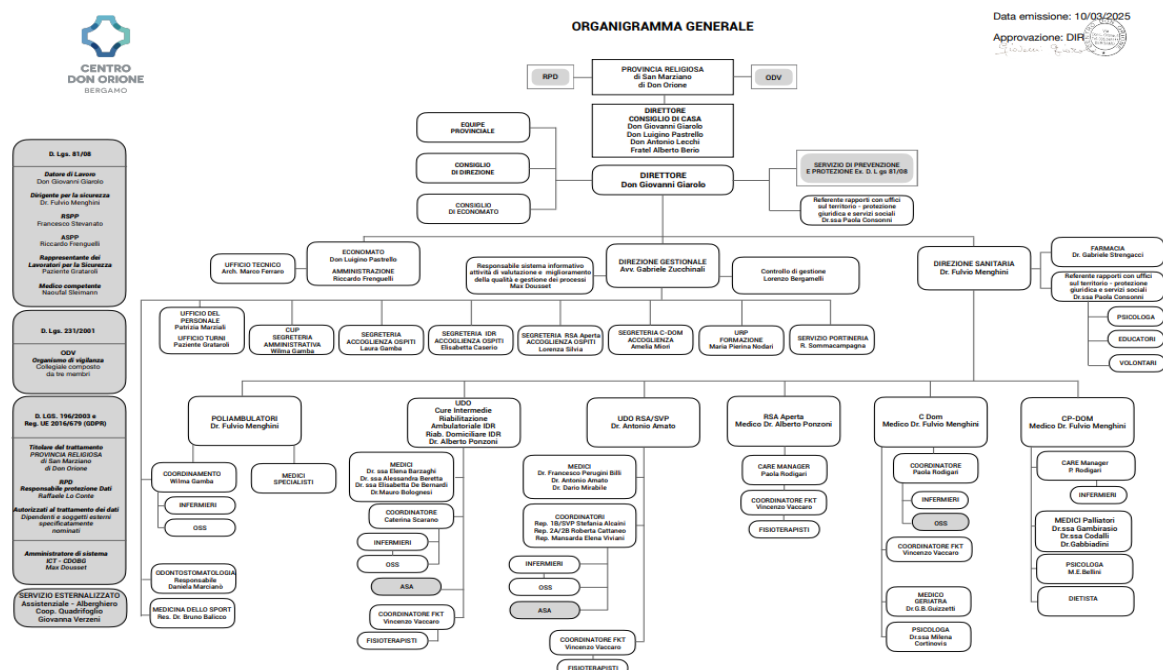 CENTRO
DON ORIONE
BERGAMO
ORGANIGRAMMA GENERALE
Data emissione: 10/03/2025
Approvazione: DIR
RPD
PROVINCIA RELIGIOSA
di San Marziano
di Don Orione
ODV
DIRETTORE
CONSIGLIO DI CASA
Don Giovanni Giarolo
Don Luigino Pastrello
Don Antonio Lecchi
Fratel Alberto Berio
EQUIPE
PROVINCIALE
CONSIGLIO
DI DIREZIONE
CONSIGLIO
DI ECONOMATO
DIRETTORE
Don Giovanni Giarolo
SERVIZIO DI PREVENZIONE
E PROTEZIONE Ex. D. L gs 81/08
Referente rapporti con uffici
sul territorio - protezione
giuridica e servizi sociali
Dr.ssa Paola Consonni
D. Lgs. 81/08
Datore di Lavoro
Don Giovanni Giarolo
Dirigente per la sicurezza
Dr. Fulvio Menghini
RSPP
Francesco Stevanato
ASPP
Riccardo Frenguelli
Rappresentante dei
Lavoratori per la Sicurezza
Paziente Grataroli
Medico competente
Naoufal Sleimann
D. Lgs. 231/2001
ODV
Organismo di vigilanza
Collegiale composto
da tre membri
D. LGS. 196/2003 e
Reg. UE 2016/679 (GDPR)
Titolare del trattamento
PROVINCIA RELIGIOSA
di San Marziano
di Don Orione
RPD
Responsabile protezione Dati
Raffaele Lo Conte
Autorizzati al trattamento dei dati
Dipendenti e soggetti esterni
specificatamente
nominati
Amministratore di sistema
ICT - CDOBG
Max Dousset
SERVIZIO ESTERNALIZZATO
Assistenziale - Alberghiero
Coop. Quadrifoglio
Giovanna Verzeni
UFFICIO TECNICO
Arch. Marco Ferraro
ECONOMATO
Don Luigino Pastrello
AMMINISTRAZIONE
Riccardo Frenguelli
Responsabile sistema informativo
attività di valutazione e miglioramento
della qualità e gestione dei processi
Max Dousset
DIREZIONE GESTIONALE
Avv. Gabriele Zucchinali
Controllo di gestione
Lorenzo Bergamelli
DIREZIONE SANITARIA
Dr. Fulvio Menghini
FARMACIA
Dr. Gabriele Strengacci
Referente rapporti con uffici
sul territorio - protezione
giuridica e servizi sociali
Dr.ssa Paola Consonni
PSICOLOGA
EDUCATORI
VOLONTARI
UFFICIO DEL
PERSONALE
Patrizia Marziali
UFFICIO TURNI
Paziente Grataroli
CUP
SEGRETERIA
AMMINISTRATIVA
Wilma Gamba
SEGRETERIA
ACCOGLIENZA OSPITI
Laura Gamba
SEGRETERIA IDR
ACCOGLIENZA OSPITI
Elisabetta Caserio
SEGRETERIA RSA Aperta
ACCOGLIENZA OSPITI
Lorenza Silvia
SEGRETERIA C-DOM
ACCOGLIENZA
Amelia Miori
URP
FORMAZIONE
Maria Pierina Nodari
SERVIZIO PORTINERIA
R. Sommacampagna
POLIAMBULATORI
Dr. Fulvio Menghini
COORDINAMENTO
Wilma Gamba
INFERMIERI
OSS
MEDICI
SPECIALISTI
ODONTOSTOMATOLOGIA
Responsabile
Daniela Marcianò
MEDICINA DELLO SPORT
Res. Dr. Bruno Balicco
UDO
Cure Intermedie
Riabilitazione
Ambulatoriale IDR
Riab. Domiciliare IDR
Dr. Alberto Ponzoni
MEDICI
Dr. ssa Elena Barzaghi
Dr. ssa Alessandra Beretta
Dr. ssa Elisabetta De Bernardi
Dr.Mauro Bolognesi
COORDINATORE
Caterina Scarano
INFERMIERI
OSS
ASA
COORDINATORE FKT
Vincenzo Vaccaro
FISIOTERAPISTI
UDO RSA/SVP
Dr. Antonio Amato
MEDICI
Dr. Francesco Perugini Billi
Dr. Antonio Amato
Dr. Dario Mirabile
COORDINATORI
Rep. 1B/SVP Stefania Alcaini
Rep. 2A/2B Roberta Cattaneo
Rep. Mansarda Elena Viviani
INFERMIERI
OSS
ASA
COORDINATORE FKT
Vincenzo Vaccaro
FISIOTERAPISTI
RSA Aperta
Medico Dr. Alberto Ponzoni
CARE MANAGER
Paola Rodigari
COORDINATORE FKT
Vincenzo Vaccaro
FISIOTERAPISTI
C Dom
Medico Dr. Fulvio Menghini
COORDINATORE
Paola Rodigari
INFERMIERI
OSS
COORDINATORE FKT
Vincenzo Vaccaro
MEDICO
GERIATRA
Dr.G.B.Guizzetti
PSICOLOGA
Dr.ssa Milena
Cortinovis
CP-DOM
Medico Dr. Fulvio Menghini
CARE Manager
P. Rodigari
INFERMIERI
MEDICI Palliatori
Dr.ssa Gambirasio
Dr.ssa Codalli
Dr.Gabbiadini
PSICOLOGA
M.E.Bellini
DIETISTA